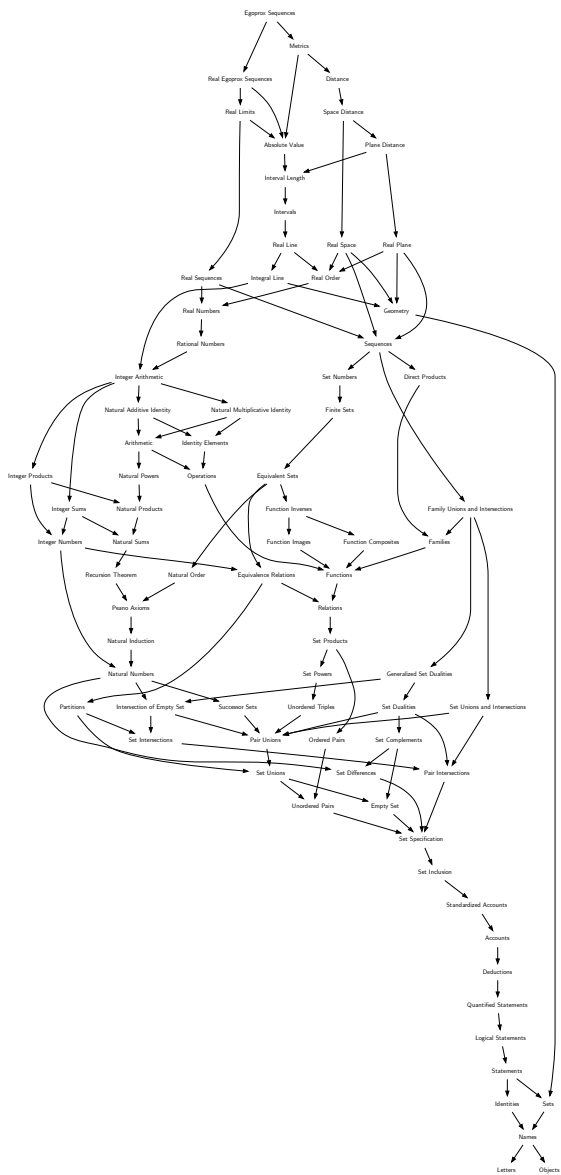 Egoprox Sequences
Metrics
Real Egoprox Sequences
Distance
Real Limits
Space Distance
Absolute Value
Plane Distance
Interval Length
Intervals
Real Line
Real Space
Real Plane
Real Sequences
Integral Line
Real Order
Real Numbers
Geometry
Rational Numbers
Sequences
Integer Arithmetic
Set Numbers
Direct Products
Natural Additive Identity
Natural Multiplicative Identity
Finite Sets
Arithmetic
Identity Elements
Integer Products
Natural Powers
Operations
Equivalent Sets
Integer Sums
Natural Products
Function Inverses
Family Unions and Intersections
Integer Numbers
Natural Sums
Function Images
Function Composites
Families
Recursion Theorem
Natural Order
Equivalence Relations
Functions
Peano Axioms
Relations
Natural Induction
Set Products
Natural Numbers
Set Powers
Generalized Set Dualities
Partitions
Intersection of Empty Set
Successor Sets
Unordered Triples
Set Dualities
Set Unions and Intersections
Set Intersections
Pair Unions
Ordered Pairs
Set Complements
Set Unions
Set Differences
Pair Intersections
Unordered Pairs
Empty Set
Set Specification
Set Inclusion
Standardized Accounts
Accounts
Deductions
Quantified Statements
Logical Statements
Statements
Identities
Sets
Names
Letters
Objects